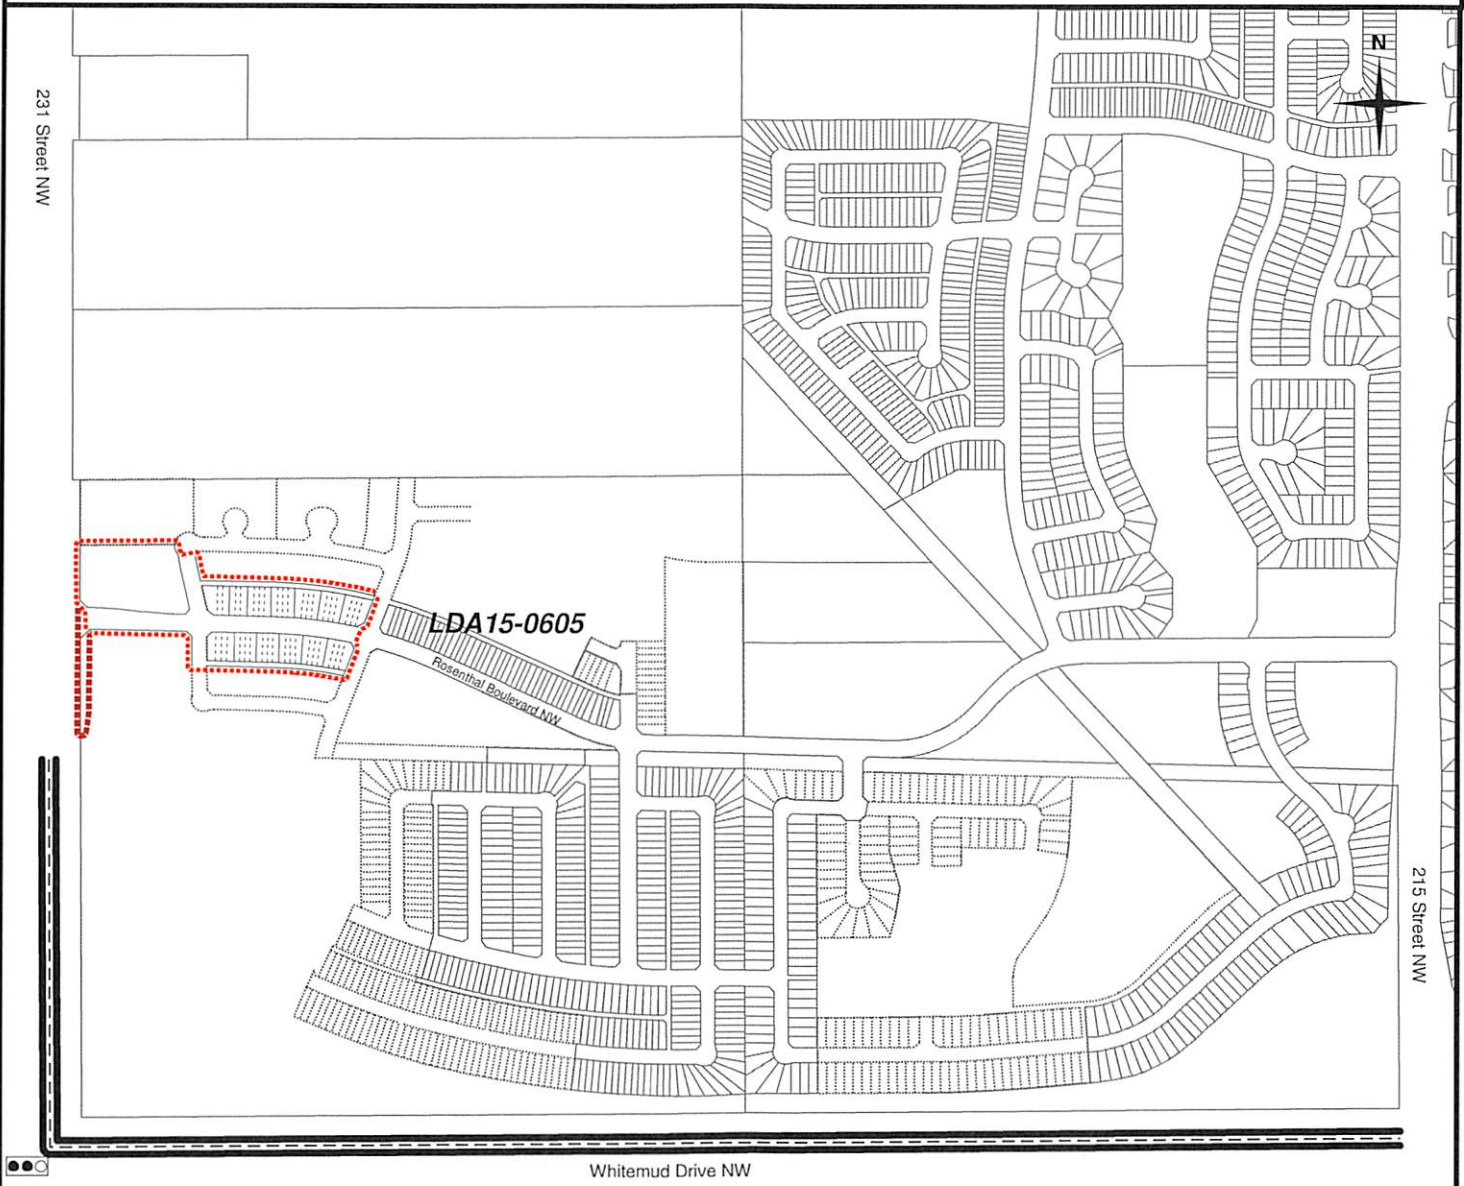 N
231 Street NW
LDA15-0605
Rosenthal Boulevard NW
215 Street NW
Whitemud Drive NW